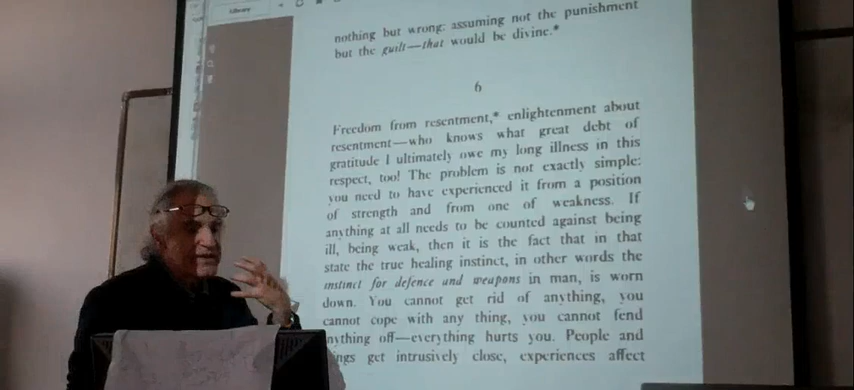 Library
nothing but wrong: assuming not the punishment
but the guilt—that would be divine.*
6
Freedom from resentment,* enlightenment about
resentment—who knows what great debt of
gratitude I ultimately owe my long illness in this
respect, too! The problem is not exactly simple:
you need to have experienced it from a position
of strength and from one of weakness. If
anything at all needs to be counted against being
ill, being weak, then it is the fact that in that
state the true healing instinct, in other words the
instinct for defence and weapons in man, is worn
down. You cannot get rid of anything, you
cannot cope with any thing, you cannot fend
nything off—everything hurts you. People and
ngs get intrusively close, experiences affect